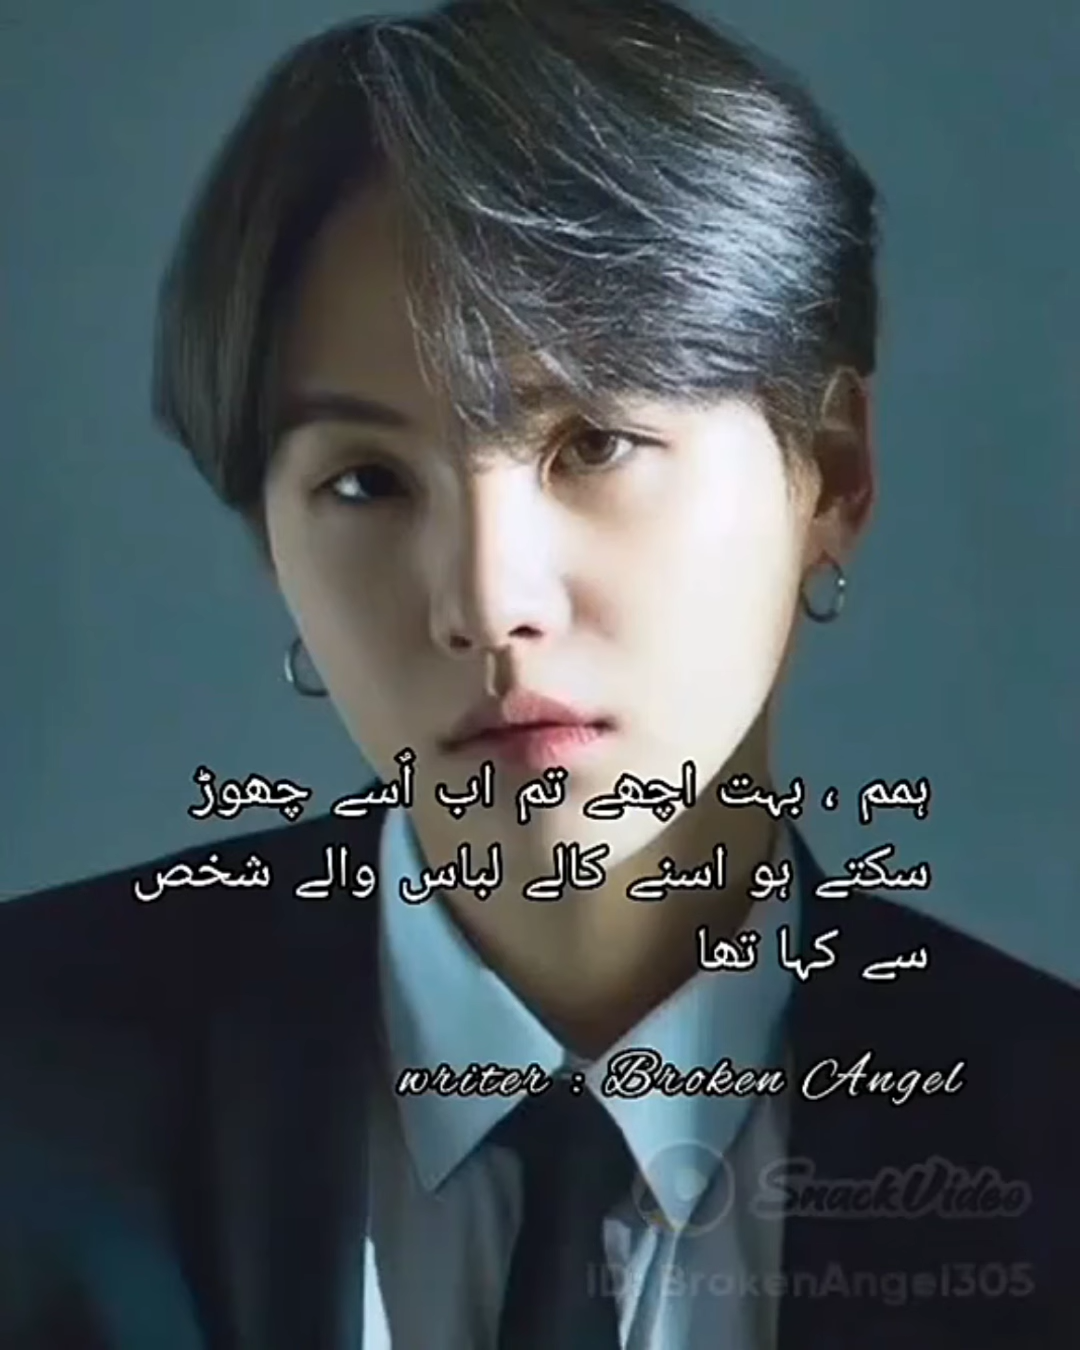 ہمم ، بہت اچھے تم اب اُسے چھوڑ
سکتے ہو اسنے کالے لباس والے شخص
سے کہا تھا
writer : Broken Angel
SnackVideo
ID: BrokenAngel305